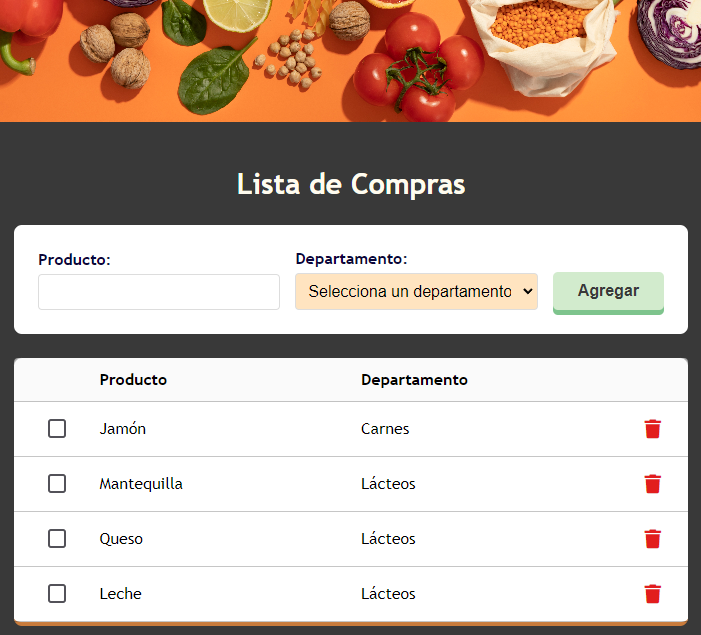 Lista de Compras
Producto: Departamento:
Selecciona un departamento Agregar
Producto Departamento
Jamón Carnes
Mantequilla Lácteos
Queso Lácteos
Leche Lácteos